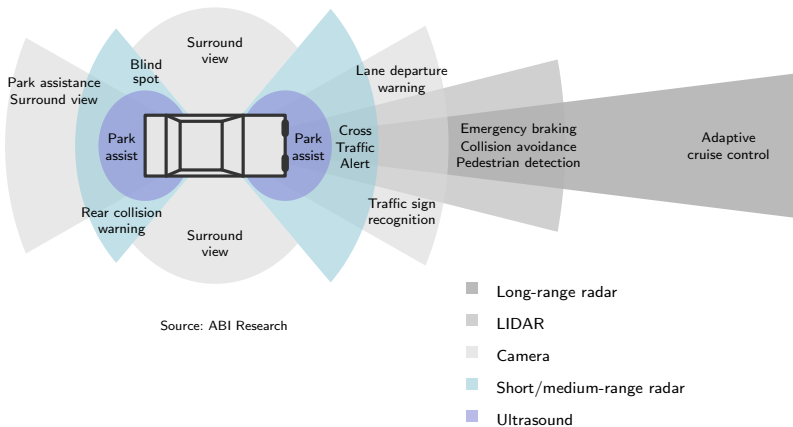 Surround
view
Blind
spot
Park assistance
Surround view
Lane departure
warning
Park
assist
Park
assist
Cross
Traffic
Alert
Emergency braking
Collision avoidance
Pedestrian detection
Adaptive
cruise control
Rear collision
warning
Surround
view
Traffic sign
recognition
Source: ABI Research
Long-range radar
LIDAR
Camera
Short/medium-range radar
Ultrasound